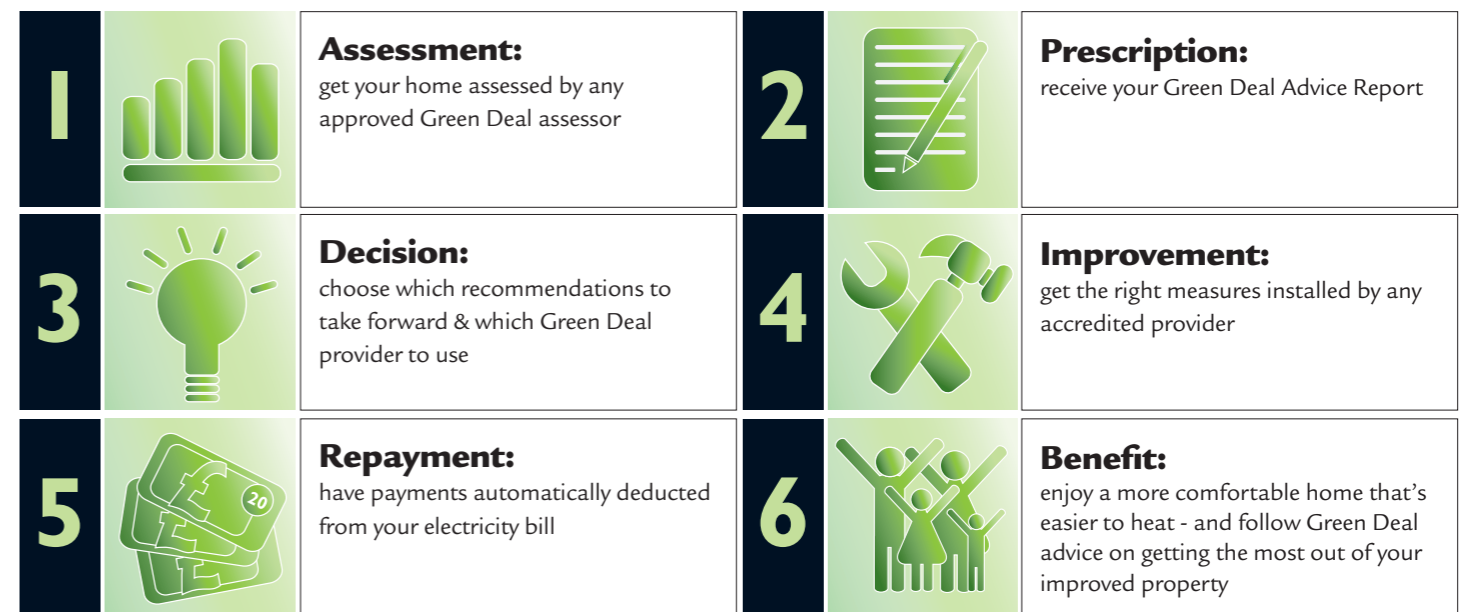 1
Assessment:
get your home assessed by any
approved Green Deal assessor
2
Prescription:
receive your Green Deal Advice Report
3
Decision:
choose which recommendations to
take forward & which Green Deal
provider to use
4
Improvement:
get the right measures installed by any
accredited provider
5
£
20
£
£
Repayment:
have payments automatically deducted
from your electricity bill
6
Benefit:
enjoy a more comfortable home that’s
easier to heat - and follow Green Deal
advice on getting the most out of your
improved property